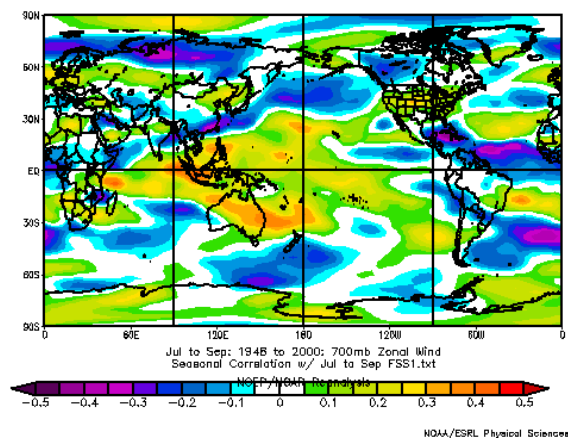 90N
60N
30N
EQ
30S
60S
90S
0 60E 120E 180 120W 60W 0
Jul to Sep: 1948 to 2000: 700mb Zonal Wind
Seasonal Correlation w/ Jul to Sep FSS1.txt
NCEP/NCAR Reanalysis
-0.5 -0.4 -0.3 -0.2 -0.1 0 0.1 0.2 0.3 0.4 0.5
NOAA/ESRL Physical Sciences